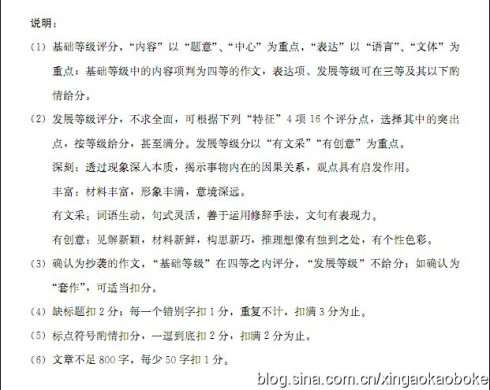 说明：
（1）基础等级评分，“内容”以“题意”、“中心”为重点，“表达”以“语言”、“文体”为
重点；基础等级中的内容项判为四等的作文，表达项、发展等级可在三等及其以下酌
情给分。
（2）发展等级评分，不求全面，可根据下列“特征”4 项 16 个评分点，选择其中的突出
点，按等级给分，甚至满分。发展等级分以“有文采”“有创意”为重点。
深刻：透过现象深入本质，揭示事物内在的因果关系，观点具有启发作用。
丰富：材料丰富，形象丰满，意境深远。
有文采：词语生动，句式灵活，善于运用修辞手法，文句有表现力。
有创意：见解新颖，材料新鲜，构思新巧，推理想像有独到之处，有个性色彩。
（3）确认为抄袭的作文，“基础等级”在四等之内评分，“发展等级”不给分；如确认为
“套作”，可适当扣分。
（4）缺标题扣 2 分；每一个错别字扣 1 分，重复不计，扣满 3 分为止。
（5）标点符号酌情扣分，一逗到底扣 2 分，扣满 2 分为止。
（6）文章不足 800 字，每少 50 字扣 1 分。
blog.sina.com.cn/xingaokaoboke